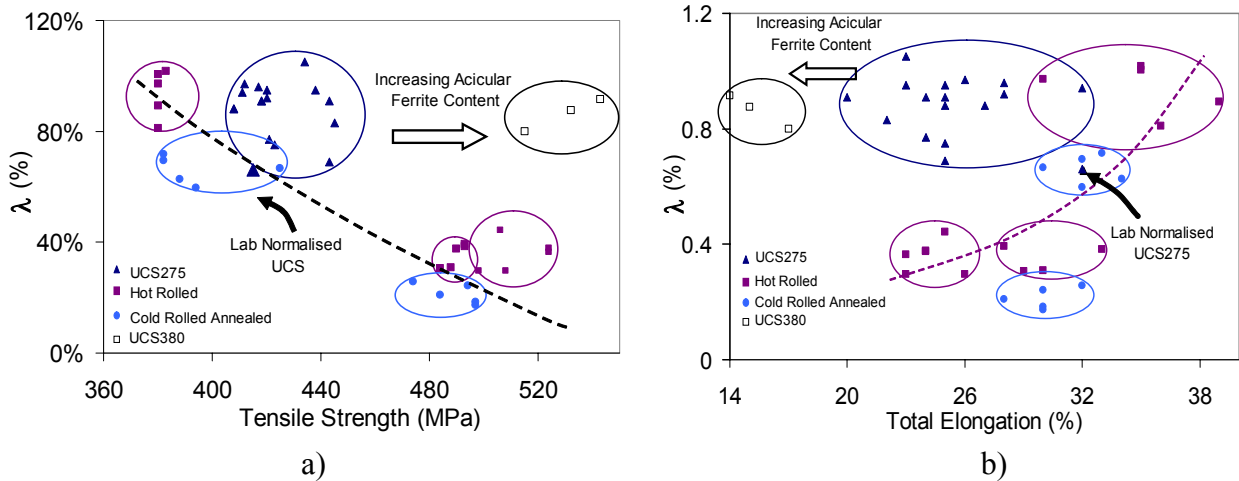 120%
80%
40%
0%
λ (%)
360
400
440
480
520
Tensile Strength (MPa)
Increasing Acicular
Ferrite Content
Lab Normalised
UCS
UCS275
Hot Rolled
Cold Rolled Annealed
UCS380
a)
1.2
0.8
0.4
0
λ (%)
14
20
26
32
38
Total Elongation (%)
Increasing Acicular
Ferrite Content
Lab Normalised
UCS275
UCS275
Hot Rolled
Cold Rolled Annealed
UCS380
b)